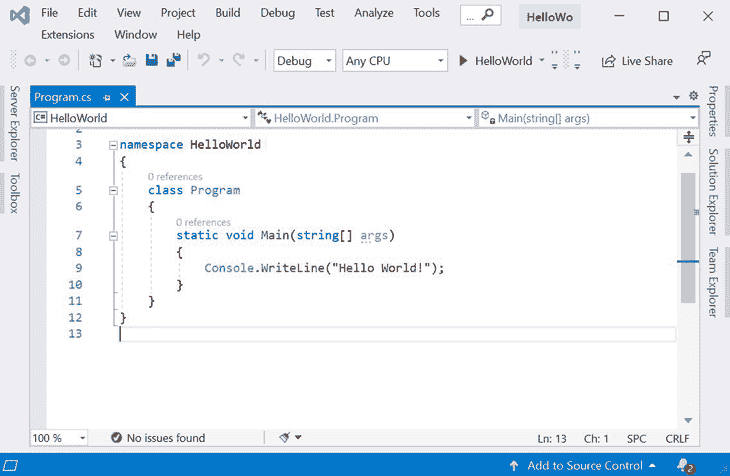 File Edit View Project Build Debug Test Analyze Tools ... HelloWo
Extensions Window Help
Debug Any CPU HelloWorld Live Share
Program.cs
C# HelloWorld HelloWorld.Program Main(string[] args)
Server Explorer
Toolbox
3 namespace HelloWorld
4 {
0 references
5 class Program
6 {
0 references
7 static void Main(string[] args)
8 {
9 Console.WriteLine("Hello World!");
10 }
11 }
12 }
13
Properties
Solution Explorer
Team Explorer
100 % No issues found Ln: 13 Ch: 1 SPC CRLF
Add to Source Control 2